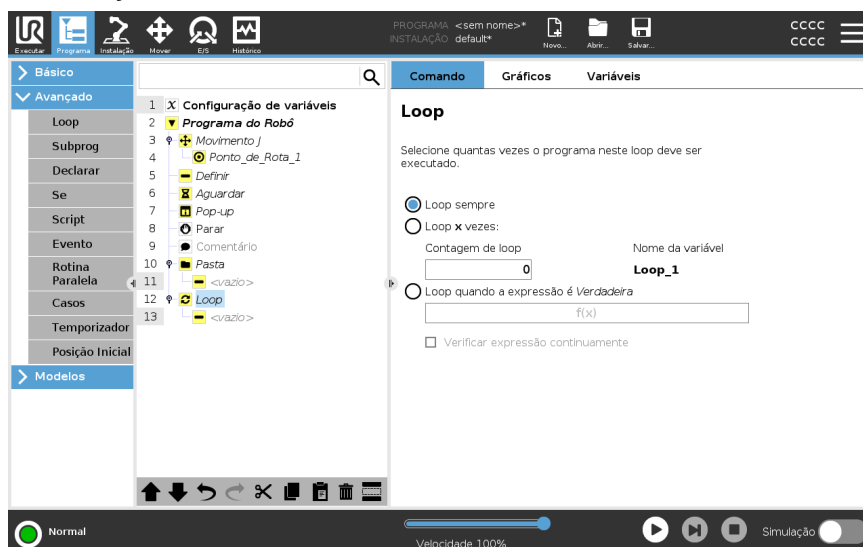 UR
Executar
Programa
Instalação
Mover
E/S
Histórico
PROGRAMA <sem nome>*
INSTALAÇÃO default*
Novo...
Abrir...
Salvar...
CCCC
CCCC
Básico
Avançado
Loop
Subprog
Declarar
Se
Script
Evento
Rotina
Paralela
Casos
Temporizador
Posição Inicial
Modelos
1 X Configuração de variáveis
2 Programa do Robô
3 Movimento J
4 Ponto_de_Rota_1
5 Definir
6 Aguardar
7 Pop-up
8 Parar
9 Comentário
10 Pasta
11 <vazio>
12 Loop
13 <vazio>
Comando Gráficos Variáveis
Loop
Selecione quantas vezes o programa neste loop deve ser
executado.
Loop sempre
Loop x vezes:
Contagem de loop Nome da variável
0 Loop_1
Loop quando a expressão é Verdadeira
f(x)
Verificar expressão continuamente
Normal
Velocidade 100%
Simulação